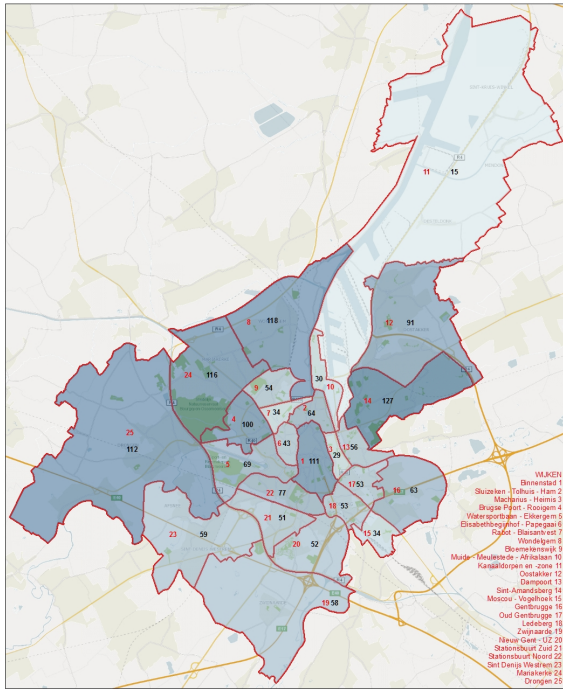 11 15
12 91
8 118
24 116
30
10
9 54
14 127
7 34
2 64
4 100
25 112
6 43
3 29
13 56
1 111
5 69
17 53
16 63
22 77
18 53
21 51
23 59
20 52
15 34
19 58
WIJKEN
Binnenstad 1
Sluizeken - Tolhuis - Ham 2
Macharius - Heirnis 3
Brugse Poort - Rooigem 4
Watersportbaan - Ekkergem 5
Elisabethbegijnhof - Papegaai 6
Rabot - Blaisantvest 7
Wondelgem 8
Bloemekenswijk 9
Muide - Meulestede - Afrikalaan 10
Kanaaldorpen en -zone 11
Oostakker 12
Dampoort 13
Sint-Amandsberg 14
Moscou - Vogelhoek 15
Gentbrugge 16
Oud Gentbrugge 17
Ledeberg 18
Zwijnaarde 19
Nieuw Gent - UZ 20
Stationsbuurt Zuid 21
Stationsbuurt Noord 22
Sint Denijs Westrem 23
Mariakerke 24
Drongen 25